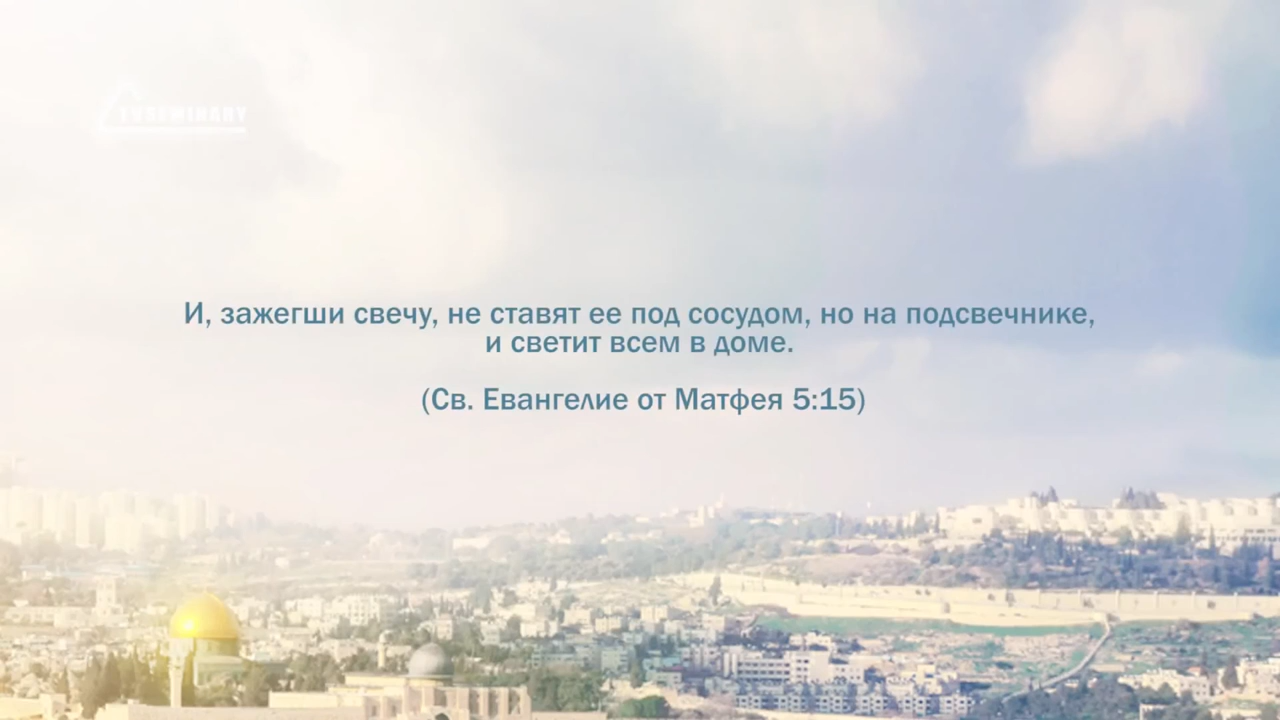 И, зажегши свечу, не ставят ее под сосудом, но на подсвечнике,
и светит всем в доме.
(Св. Евангелие от Матфея 5:15)